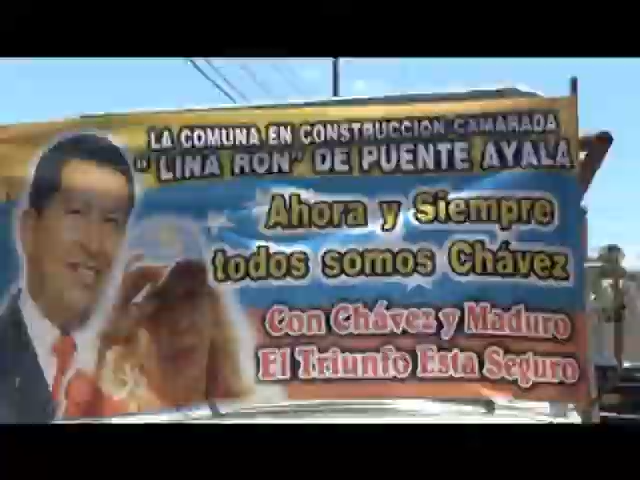 LA COMUNA EN CONSTRUCCION CAMARADA
"LINA RON" DE PUENTE AYALA
Ahora y Siempre
todos somos Chávez
Con Chávez y Maduro
El Triunfo Esta Seguro